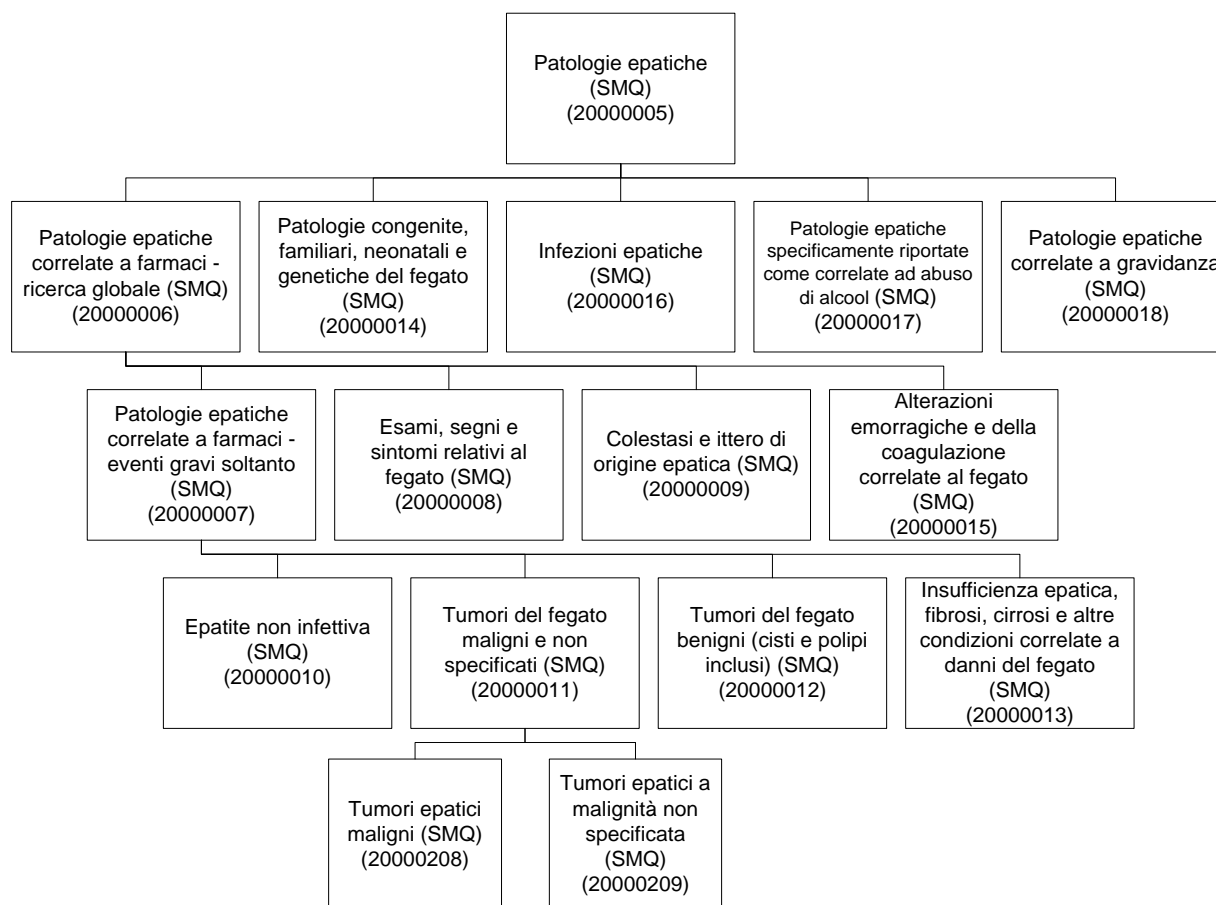 Patologie epatiche
(SMQ)
(20000005)
Patologie epatiche
correlate a farmaci -
ricerca globale (SMQ)
(20000006)
Patologie congenite,
familiari, neonatali e
genetiche del fegato
(SMQ)
(20000014)
Infezioni epatiche
(SMQ)
(20000016)
Patologie epatiche
specificamente riportate
come correlate ad abuso
di alcool (SMQ)
(20000017)
Patologie epatiche
correlate a gravidanza
(SMQ)
(20000018)
Patologie epatiche
correlate a farmaci -
eventi gravi soltanto
(SMQ)
(20000007)
Esami, segni e
sintomi relativi al
fegato (SMQ)
(20000008)
Colestasi e ittero di
origine epatica (SMQ)
(20000009)
Alterazioni
emorragiche e della
coagulazione
correlate al fegato
(SMQ)
(20000015)
Epatite non infettiva
(SMQ)
(20000010)
Tumori del fegato
maligni e non
specificati (SMQ)
(20000011)
Tumori del fegato
benigni (cisti e polipi
inclusi) (SMQ)
(20000012)
Insufficienza epatica,
fibrosi, cirrosi e altre
condizioni correlate a
danni del fegato
(SMQ)
(20000013)
Tumori epatici
maligni (SMQ)
(20000208)
Tumori epatici a
malignità non
specificata
(SMQ)
(20000209)